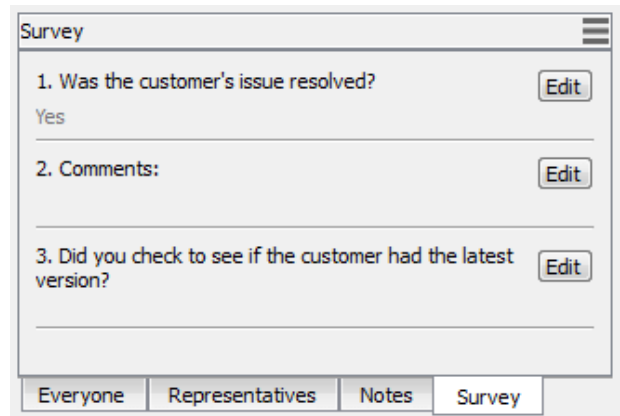 Survey
1. Was the customer's issue resolved?
Edit
Yes
2. Comments:
Edit
3. Did you check to see if the customer had the latest
version?
Edit
Everyone Representatives Notes Survey